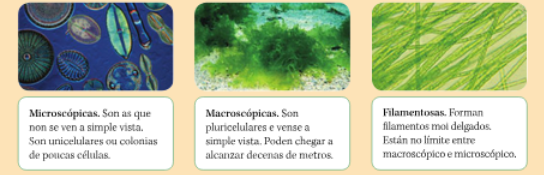 Microscópicas. Son as que
non se ven a simple vista.
Son unicelulares ou colonias
de poucas células.
Macroscópicas. Son
pluricelulares e vense a
simple vista. Poden chegar a
alcanzar decenas de metros.
Filamentosas. Forman
filamentos moi delgados.
Están no límite entre
macroscópico e microscópico.